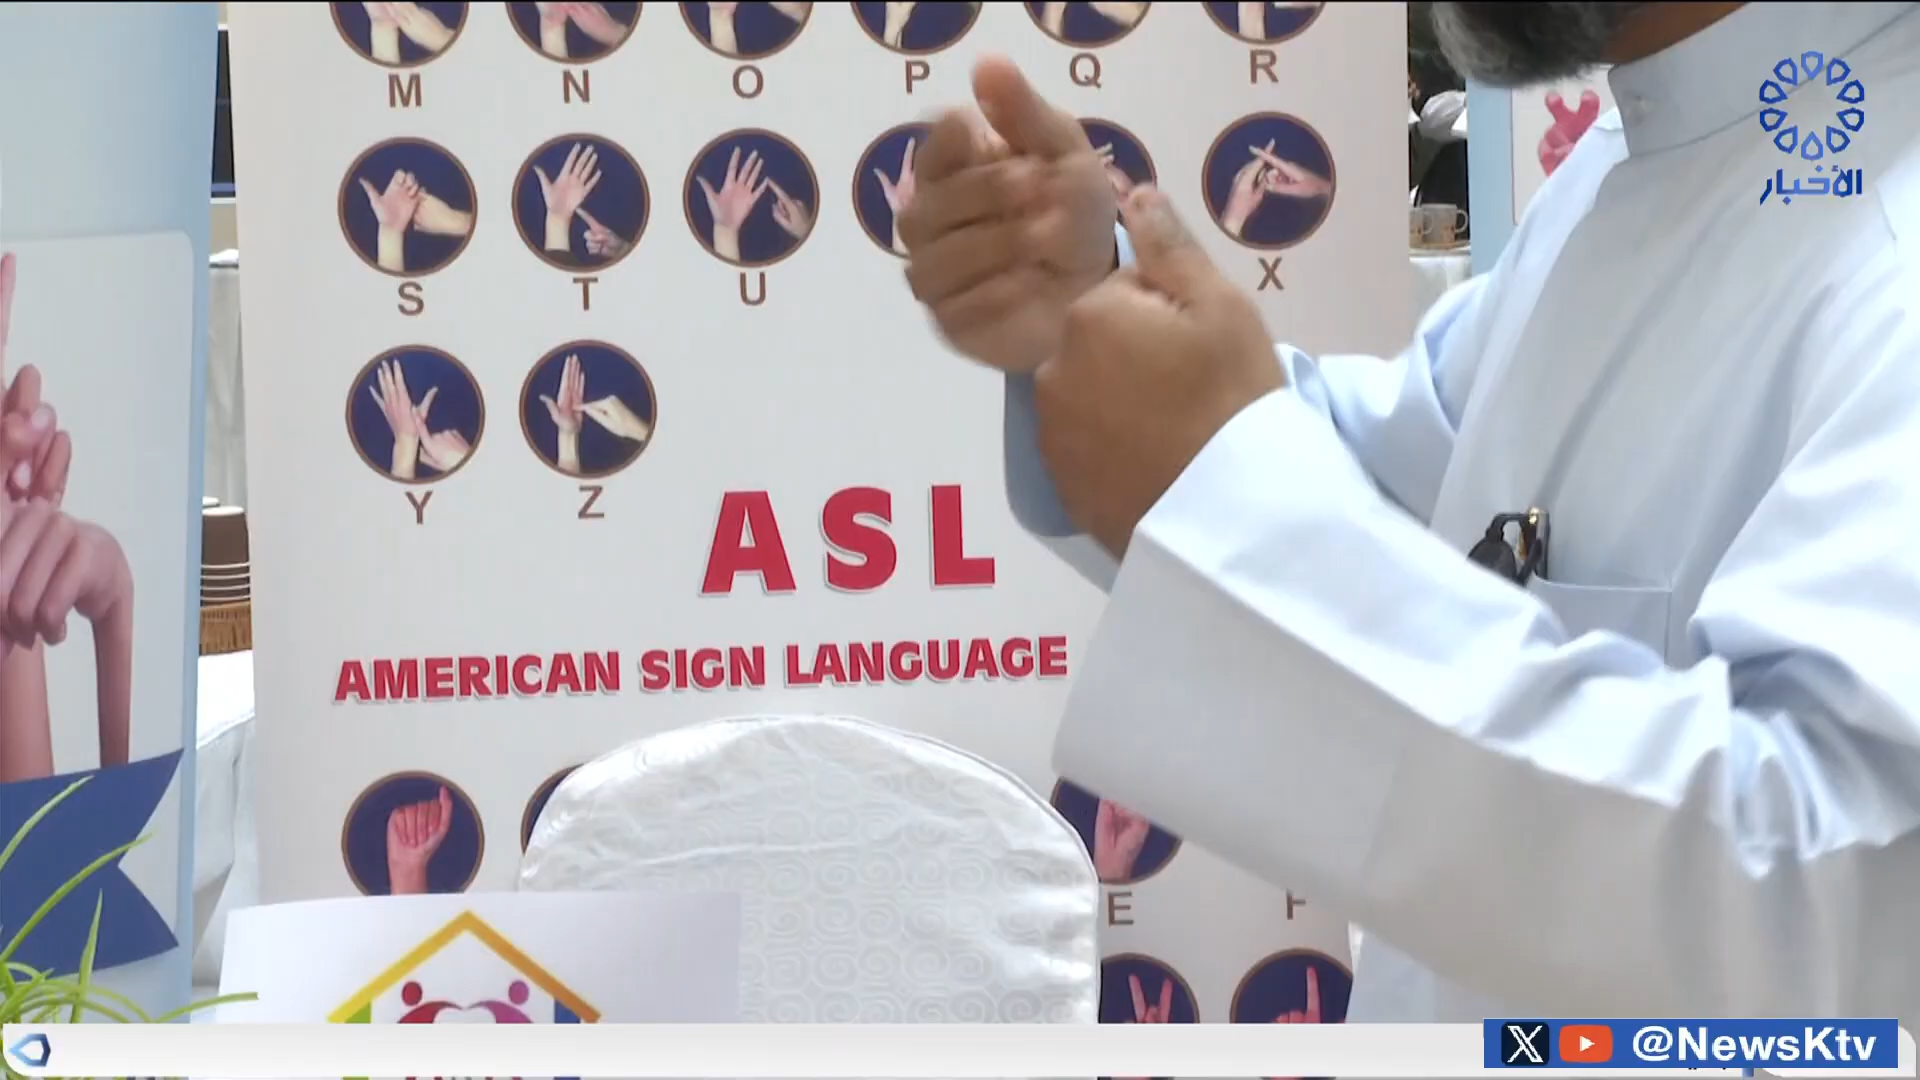 M N O P Q R
الأخبار
S T U X
Y Z
ASL
AMERICAN SIGN LANGUAGE
E F
@NewsKtv